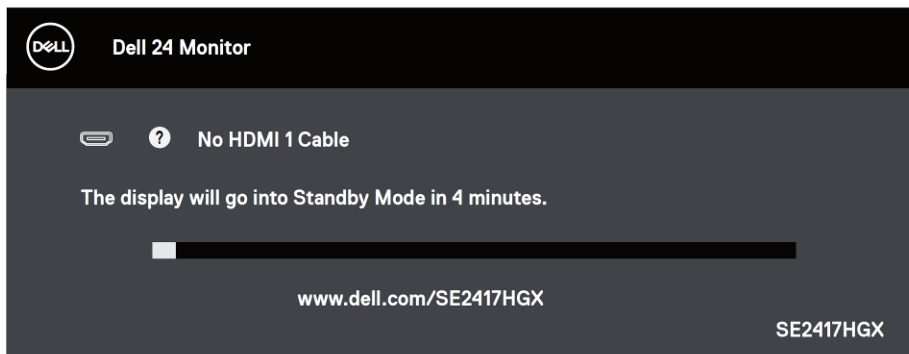 DELL
Dell 24 Monitor
? No HDMI 1 Cable
The display will go into Standby Mode in 4 minutes.
www.dell.com/SE2417HGX
SE2417HGX